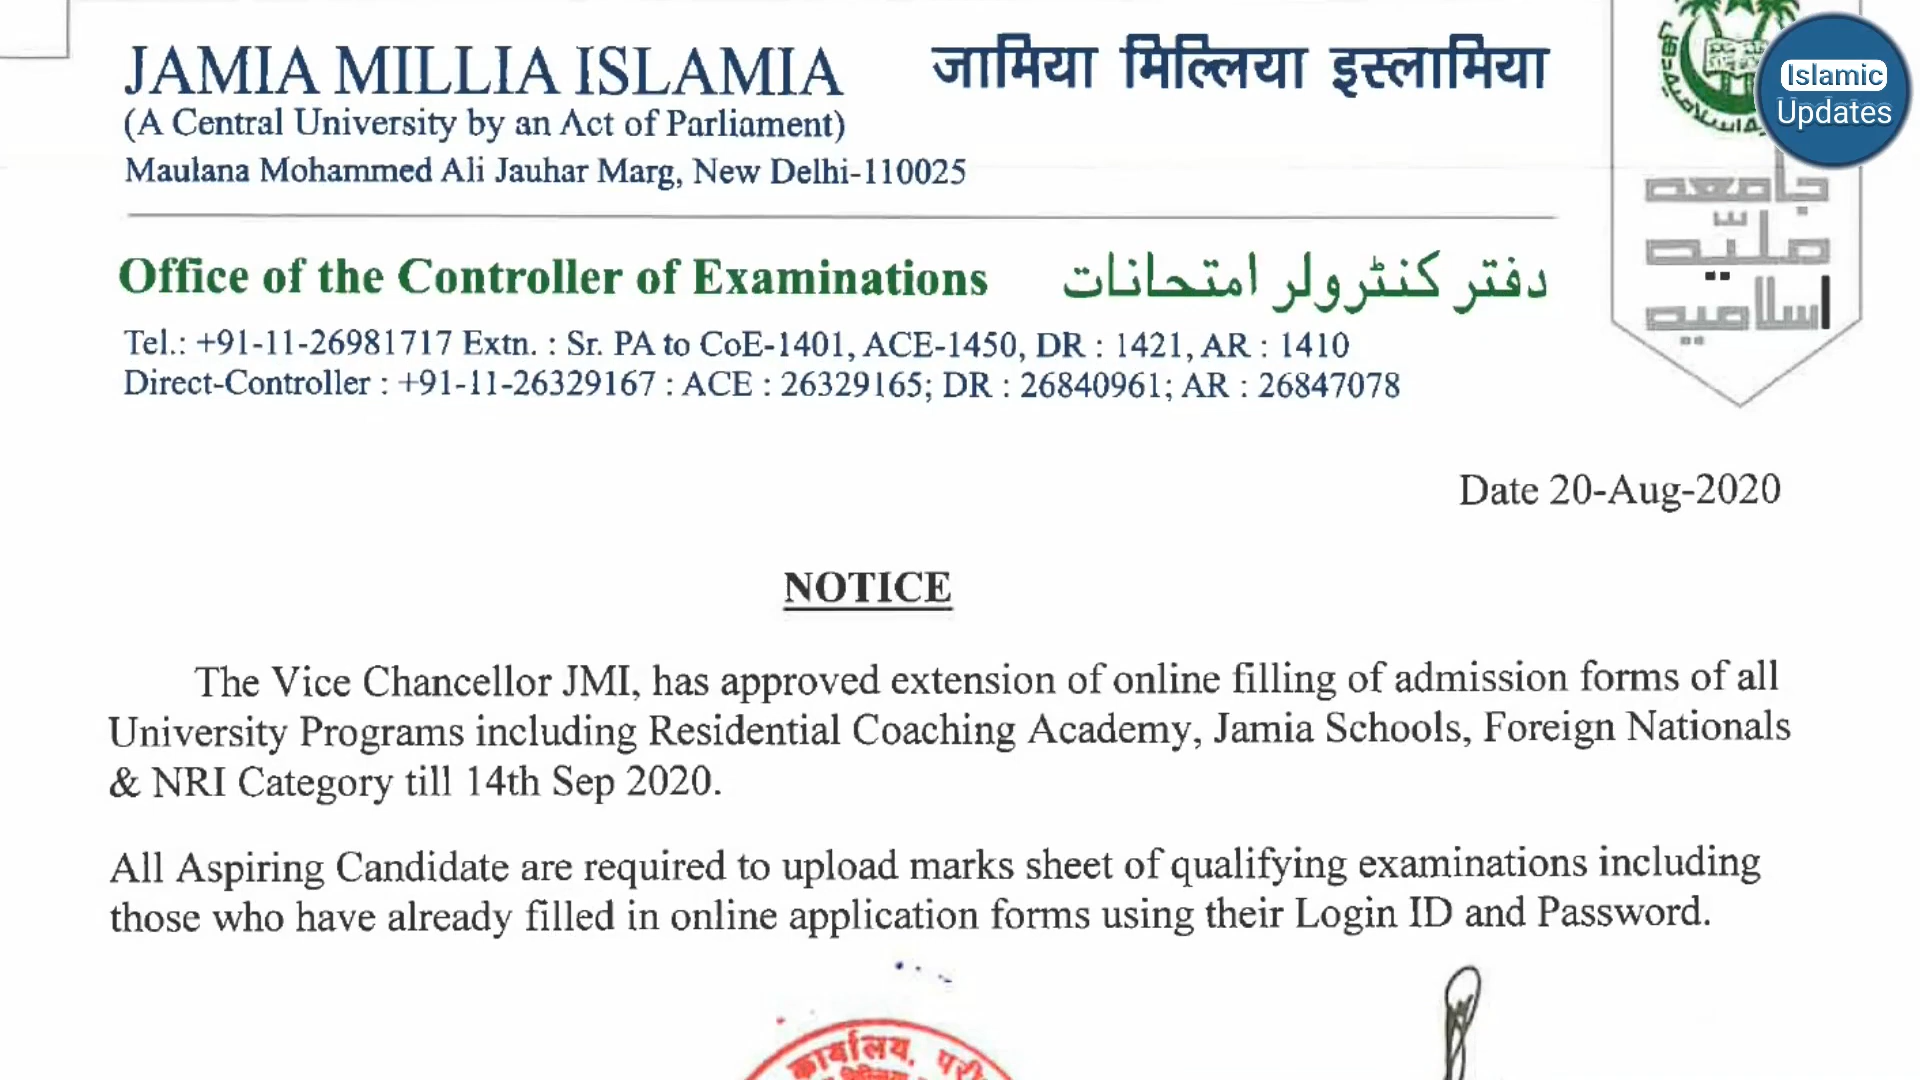 JAMIA MILLIA ISLAMIA जामिया मिल्लिया इस्लामिया
(A Central University by an Act of Parliament)
Maulana Mohammed Ali Jauhar Marg, New Delhi-110025
Islamic
Updates
جامعه
ملیّہ
اسلامیہ
Office of the Controller of Examinations دفتر کنٹرولر امتحانات
Tel.: +91-11-26981717 Extn. : Sr. PA to CoE-1401, ACE-1450, DR : 1421, AR : 1410
Direct-Controller : +91-11-26329167 : ACE : 26329165; DR : 26840961; AR : 26847078
Date 20-Aug-2020
NOTICE
The Vice Chancellor JMI, has approved extension of online filling of admission forms of all
University Programs including Residential Coaching Academy, Jamia Schools, Foreign Nationals
& NRI Category till 14th Sep 2020.
All Aspiring Candidate are required to upload marks sheet of qualifying examinations including
those who have already filled in online application forms using their Login ID and Password.
कार्यालय,